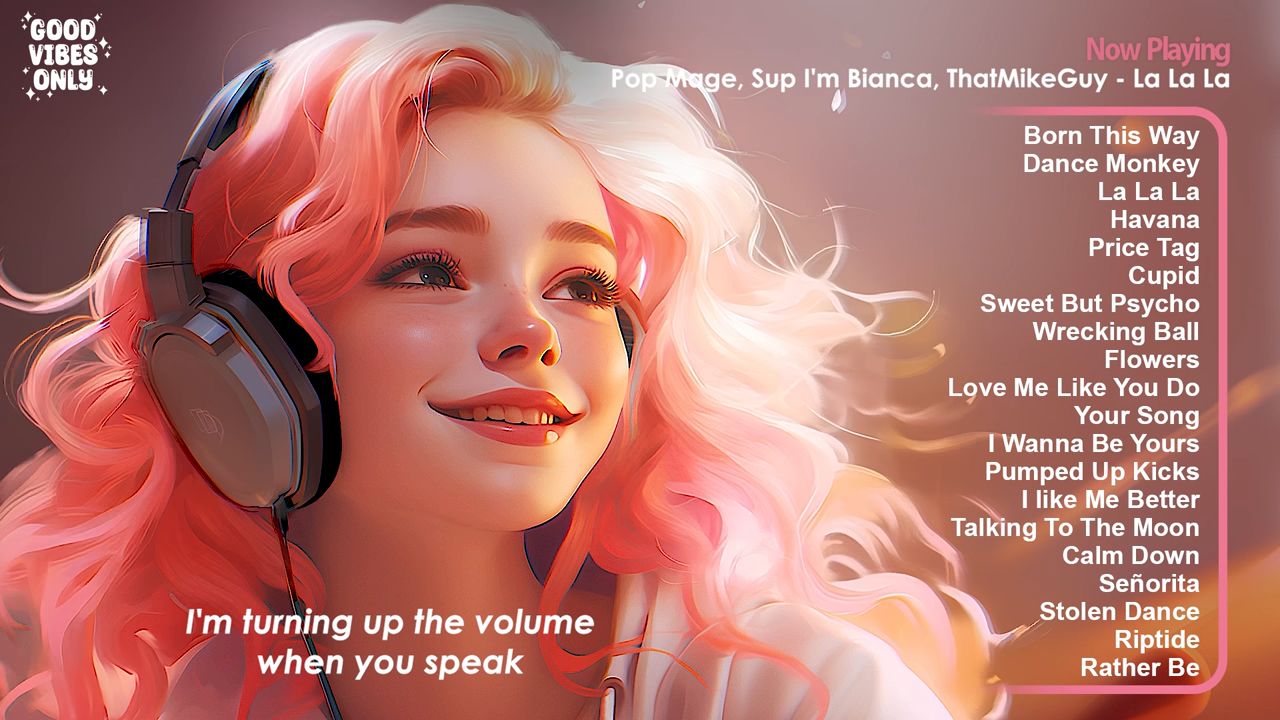 GOOD
VIBES
ONLY
Now Playing
Pop Mage, Sup I'm Bianca, ThatMikeGuy - La La La
Born This Way
Dance Monkey
La La La
Havana
Price Tag
Cupid
Sweet But Psycho
Wrecking Ball
Flowers
Love Me Like You Do
Your Song
I Wanna Be Yours
Pumped Up Kicks
I like Me Better
Talking To The Moon
Calm Down
Señorita
Stolen Dance
Riptide
Rather Be
I'm turning up the volume
when you speak